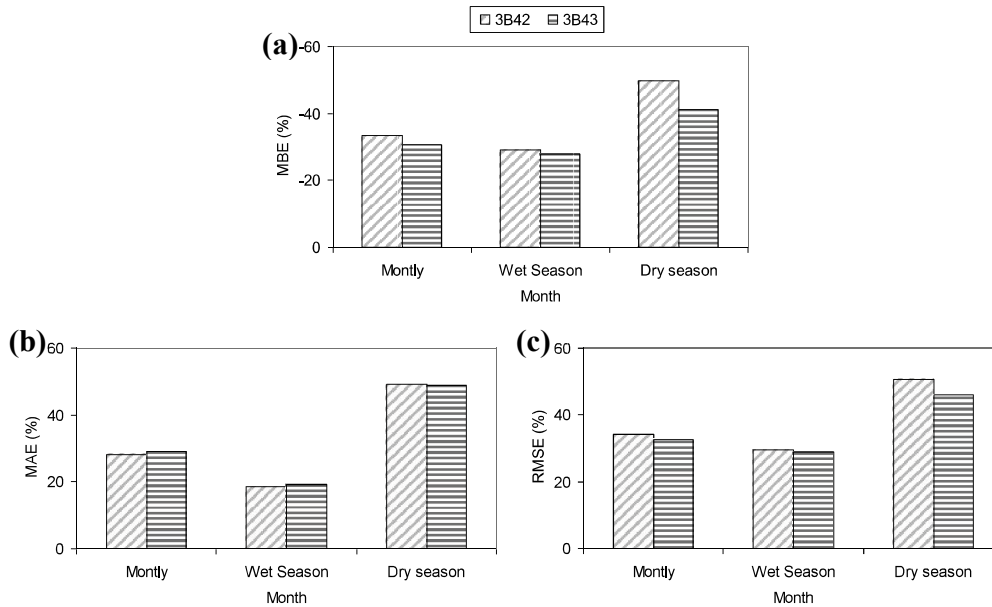 3B42 3B43
(a)
-60
-40
-20
0
MBE (%)
Montly Wet Season Dry season
Month
(b)
60
40
20
0
MAE (%)
Montly Wet Season Dry season
Month
(c)
60
40
20
0
RMSE (%)
Montly Wet Season Dry season
Month